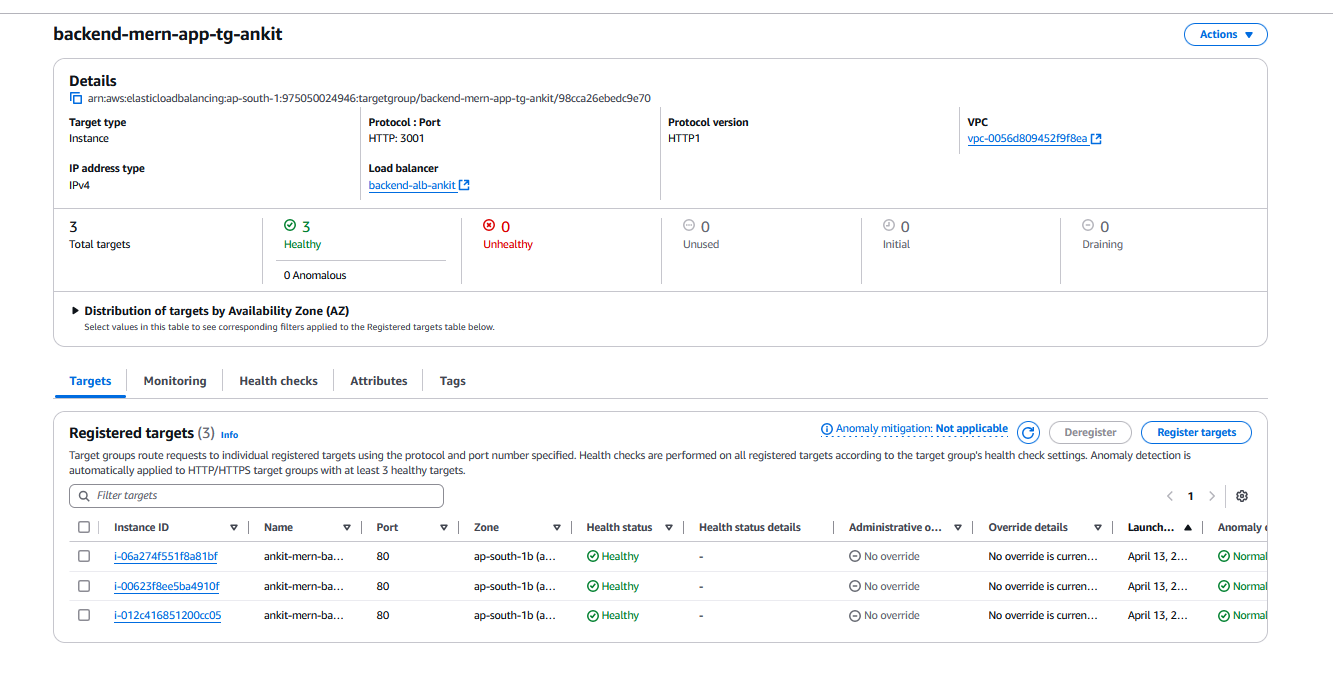 backend-mern-app-tg-ankit
Actions
Details
arn:aws:elasticloadbalancing:ap-south-1:975050024946:targetgroup/backend-mern-app-tg-ankit/98cca26ebedc9e70
Target type
Instance
Protocol : Port
HTTP: 3001
Protocol version
HTTP1
VPC
vpc-0056d809452f9f8ea
IP address type
IPv4
Load balancer
backend-alb-ankit
3
Total targets
3
Healthy
0 Anomalous
0
Unhealthy
0
Unused
0
Initial
0
Draining
Distribution of targets by Availability Zone (AZ)
Select values in this table to see corresponding filters applied to the Registered targets table below.
Targets Monitoring Health checks Attributes Tags
Registered targets (3) Info
Anomaly mitigation: Not applicable
Deregister
Register targets
Target groups route requests to individual registered targets using the protocol and port number specified. Health checks are performed on all registered targets according to the target group's health check settings. Anomaly detection is
automatically applied to HTTP/HTTPS target groups with at least 3 healthy targets.
Filter targets
1
Instance ID Name Port Zone Health status Health status details Administrative o... Override details Launch... Anomaly
i-06a274f551f8a81bf ankit-mern-ba... 80 ap-south-1b (a... Healthy - No override No override is curren... April 13, 2... Normal
i-00623f8ee5ba4910f ankit-mern-ba... 80 ap-south-1b (a... Healthy - No override No override is curren... April 13, 2... Normal
i-012c416851200cc05 ankit-mern-ba... 80 ap-south-1b (a... Healthy - No override No override is curren... April 13, 2... Normal